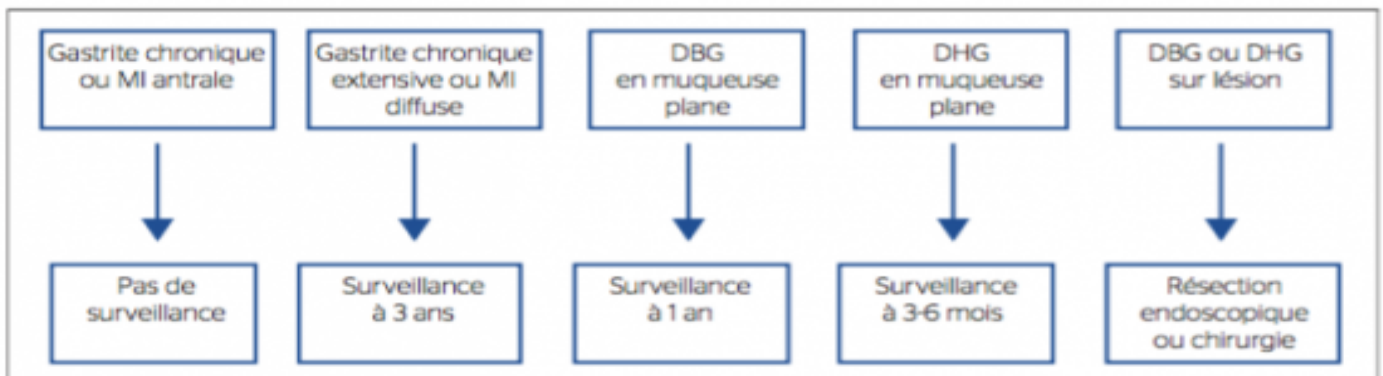 Gastrite chronique
ou MI antrale
Gastrite chronique
extensive ou MI
diffuse
DBG
en muqueuse
plane
DHG
en muqueuse
plane
DBG ou DHG
sur lésion
Pas de
surveillance
Surveillance
à 3 ans
Surveillance
à 1 an
Surveillance
à 3-6 mois
Résection
endoscopique
ou chirurgie